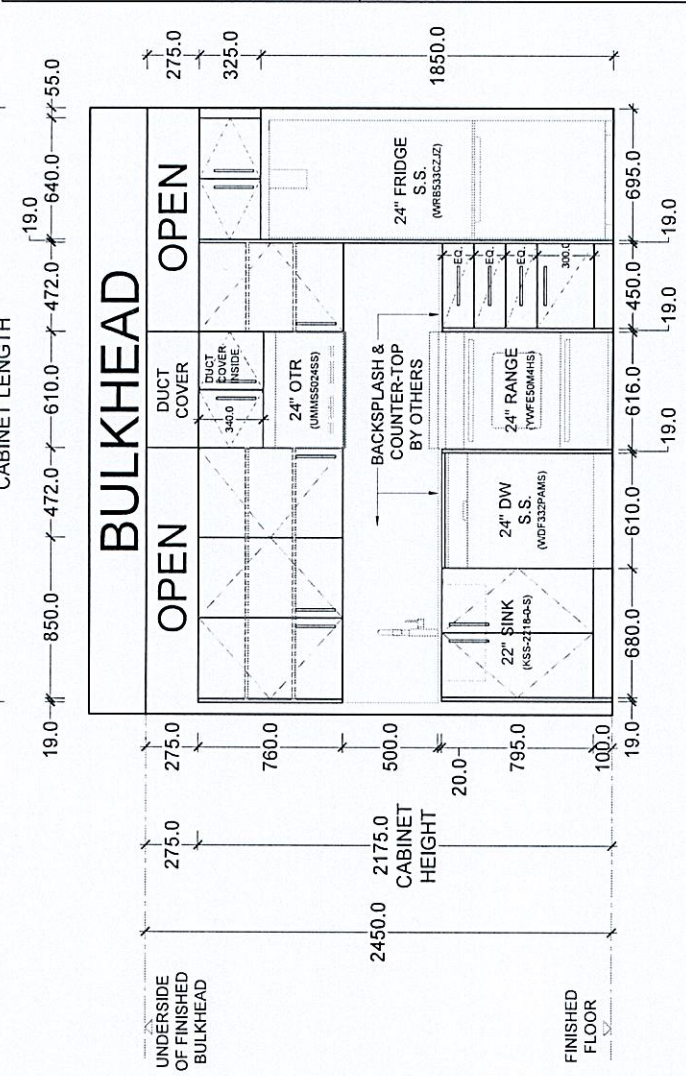 CABINET LENGTH
19.0
19.0
850.0
472.0
610.0
472.0
640.0
55.0
BULKHEAD
OPEN
DUCT
COVER
OPEN
275.0
325.0
1850.0
DUCT
COVER
INSIDE.
340.0
24" OTR
(UMMSS024SS)
24" FRIDGE
S.S.
(WRB533CZJZ)
BACKSPLASH &
COUNTER-TOP
BY OTHERS
22" SINK
(KSS-2218-0-S)
24" DW
S.S.
(WDF332PAMS)
24" RANGE
(YWFE50M4HS)
EQ.
EQ.
EQ.
300.0
275.0
760.0
500.0
20.0
795.0
100.0
275.0
2175.0
CABINET
HEIGHT
2450.0
UNDERSIDE
OF FINISHED
BULKHEAD
FINISHED
FLOOR
19.0
680.0
610.0
616.0
450.0
695.0
19.0
19.0
19.0